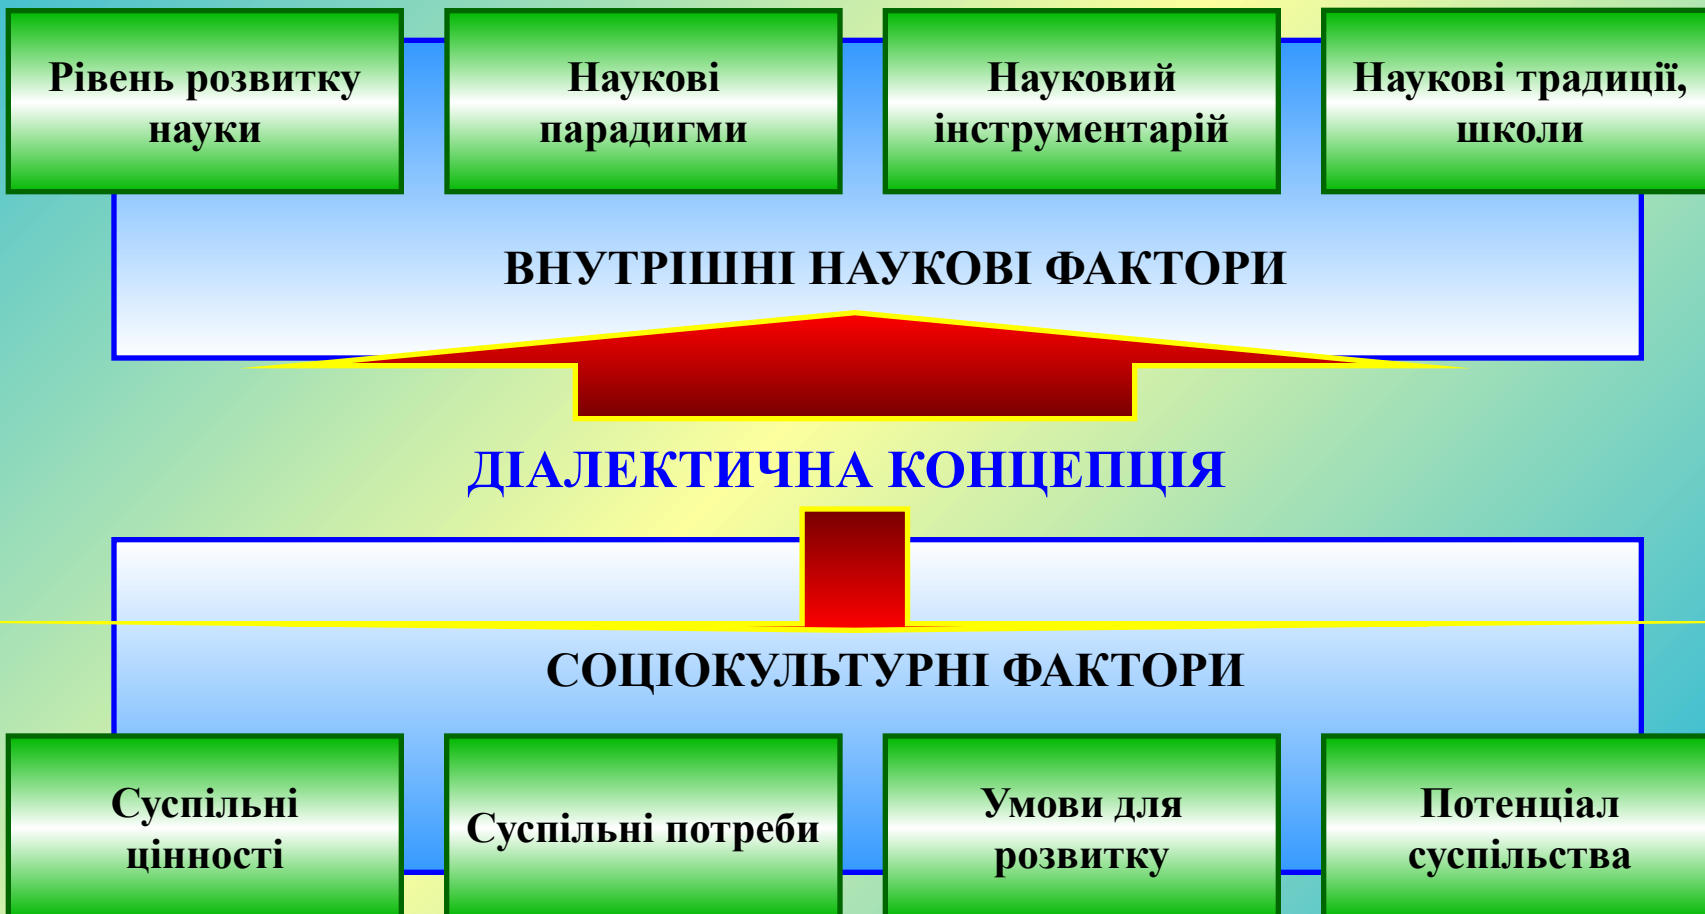 Рівень розвитку
науки
Наукові
парадигми
Науковий
інструментарій
Наукові традиції,
школи
ВНУТРІШНІ НАУКОВІ ФАКТОРИ
ДІАЛЕКТИЧНА КОНЦЕПЦІЯ
СОЦІОКУЛЬТУРНІ ФАКТОРИ
Суспільні
цінності
Суспільні потреби
Умови для
розвитку
Потенціал
суспільства